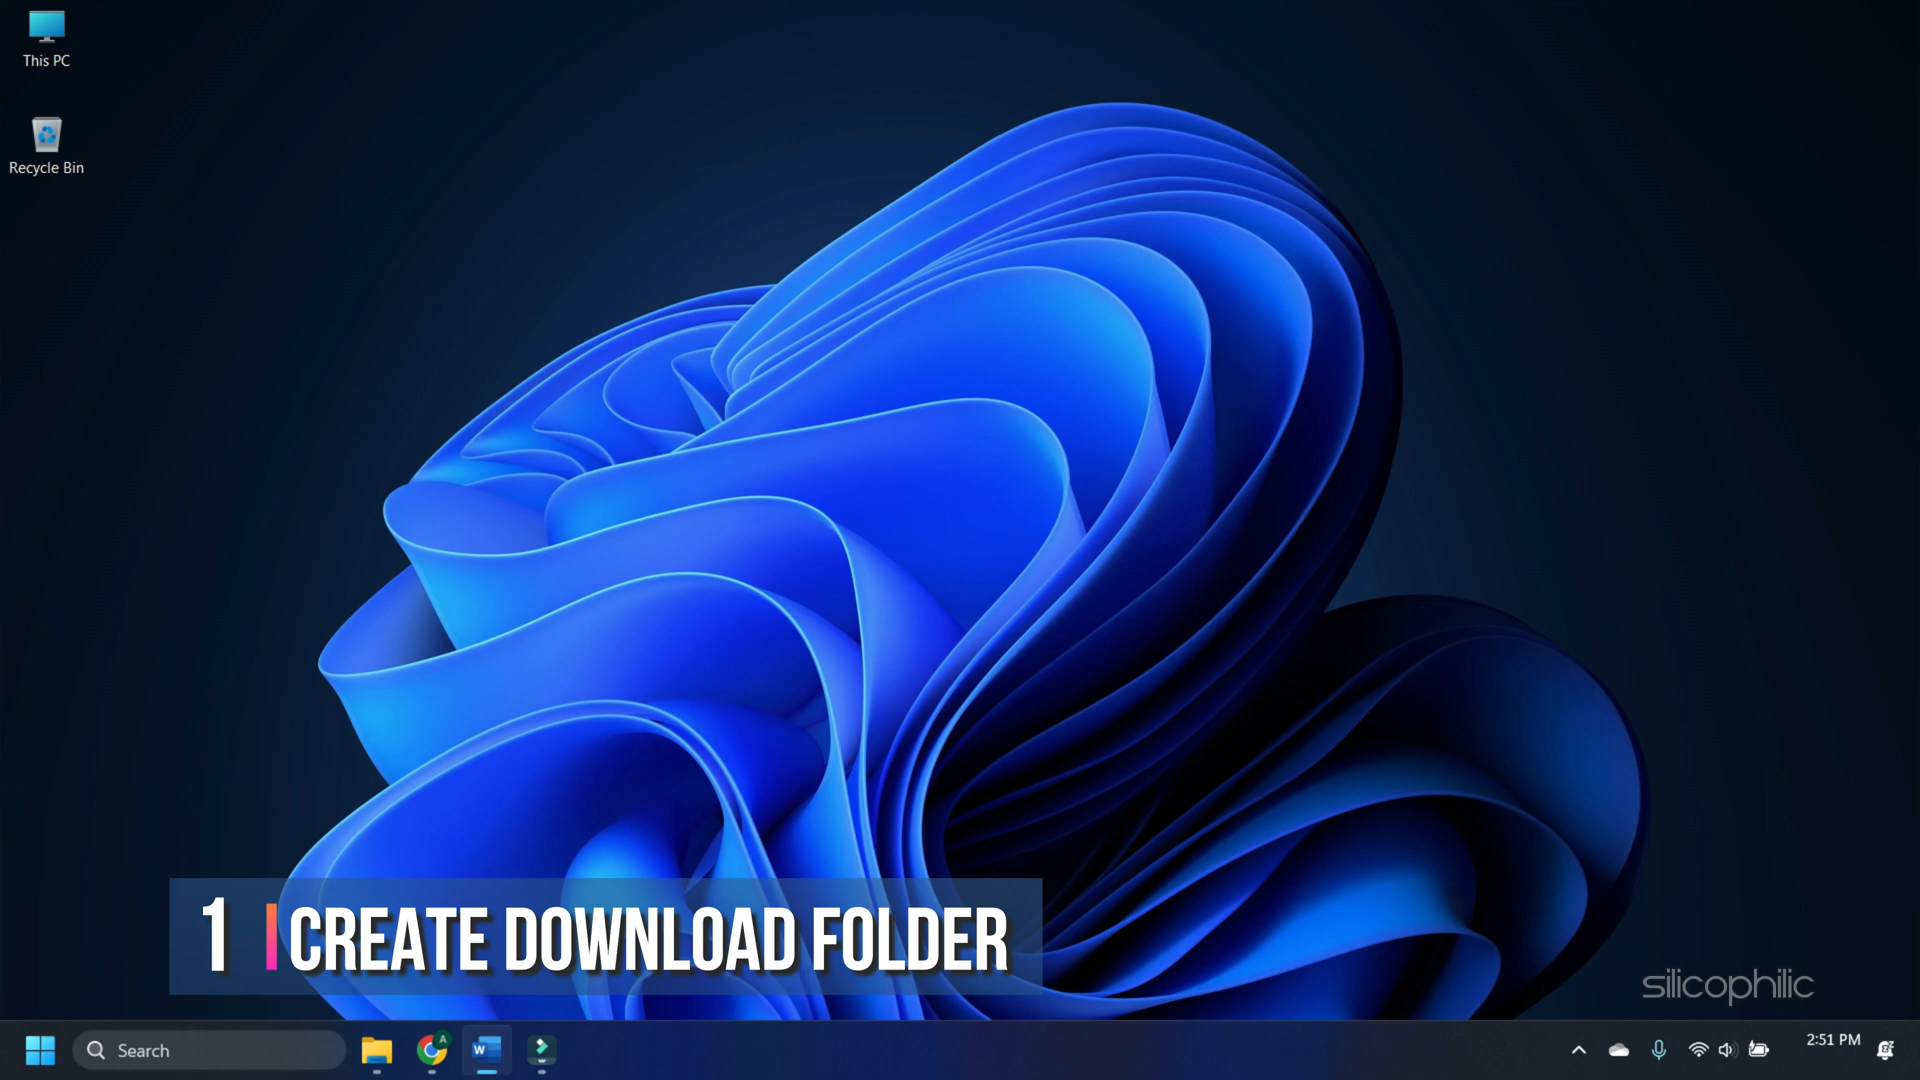 This PC
Recycle Bin
1 CREATE DOWNLOAD FOLDER
silicophilic
Search
A
W
2:51 PM